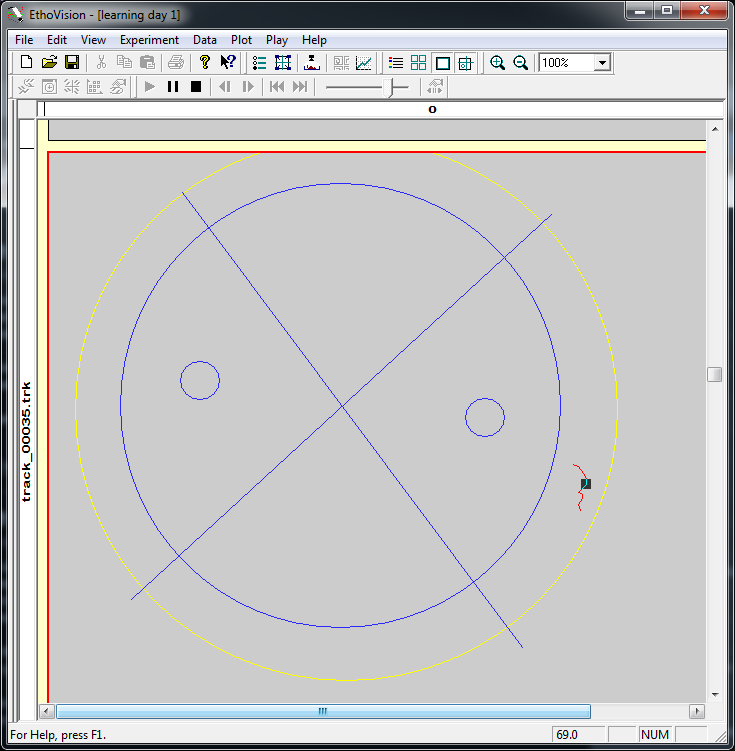 EthoVision - [learning day 1]
File Edit View Experiment Data Plot Play Help
100%
0
track_00035.trk
For Help, press F1.
69.0 NUM